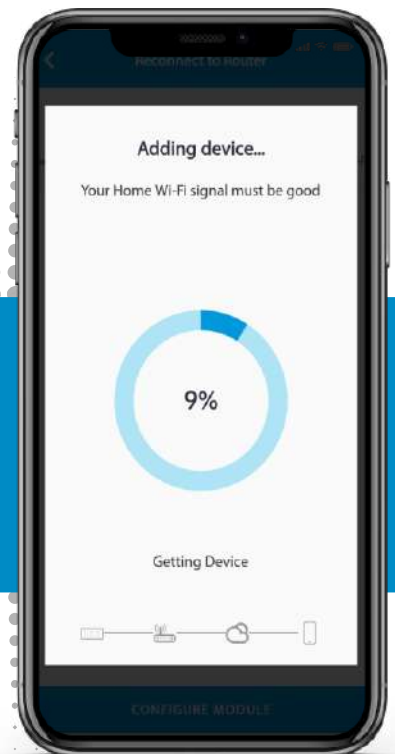 Reconnect to Router
Adding device...
Your Home Wi-Fi signal must be good
9%
Getting Device
CONFIGURE MODULE